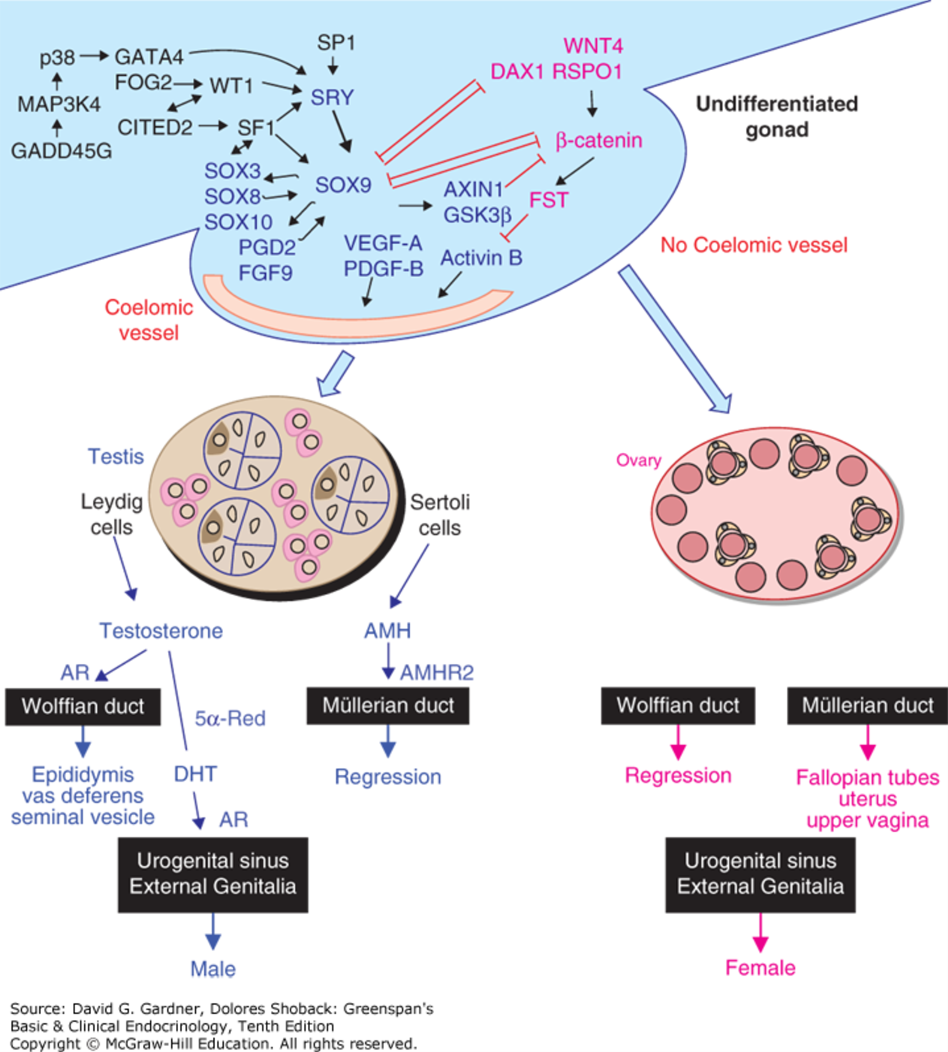 SP1
WNT4
p38
GATA4
DAX1 RSPO1
FOG2
WT1
SRY
MAP3K4
Undifferentiated
gonad
CITED2
SF1
β-catenin
GADD45G
SOX3
SOX9
AXIN1
SOX8
GSK3β
FST
SOX10
PGD2
VEGF-A
No Coelomic vessel
FGF9
PDGF-B
Activin B
Coelomic
vessel
Testis
Ovary
Leydig
cells
Sertoli
cells
Testosterone
AMH
AR
AMHR2
Wolffian duct
Müllerian duct
Wolffian duct
Müllerian duct
5α-Red
Epididymis
vas deferens
seminal vesicle
DHT
Regression
Regression
Fallopian tubes
uterus
upper vagina
AR
Urogenital sinus
External Genitalia
Urogenital sinus
External Genitalia
Male
Female
Source: David G. Gardner, Dolores Shoback: Greenspan's
Basic & Clinical Endocrinology, Tenth Edition
Copyright © McGraw-Hill Education. All rights reserved.